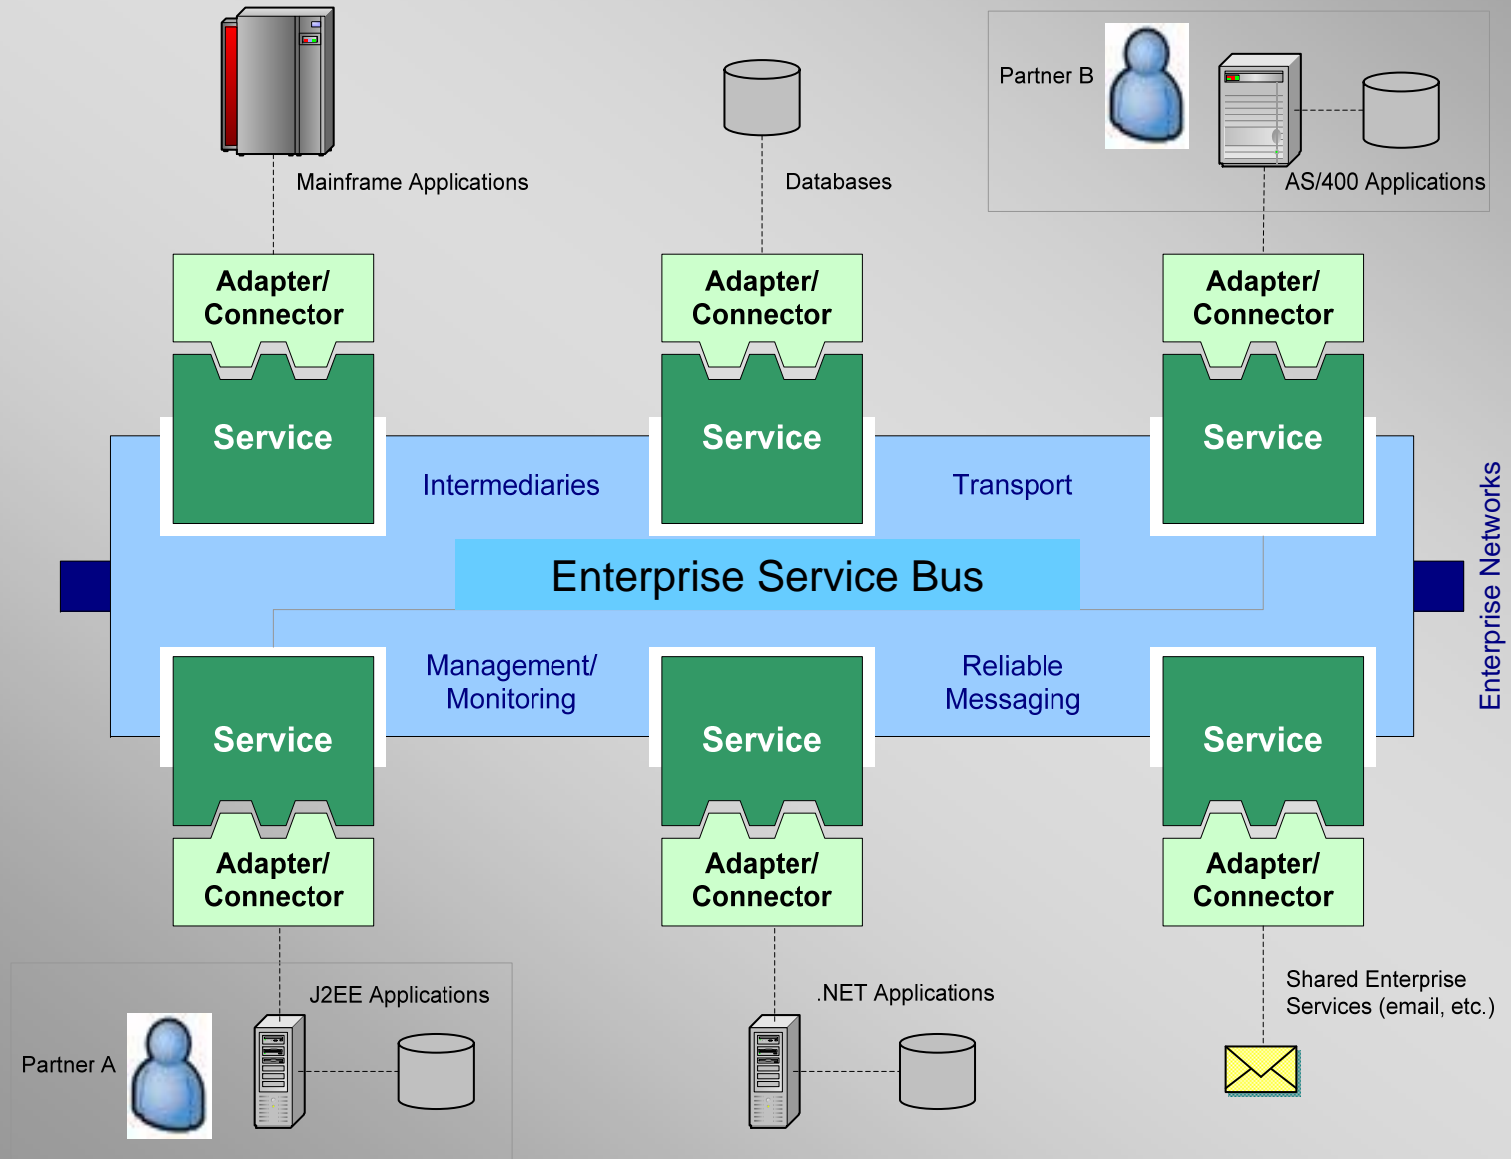 Partner B
Mainframe Applications
Databases
AS/400 Applications
Adapter/
Connector
Adapter/
Connector
Adapter/
Connector
Service
Service
Service
Intermediaries
Transport
Enterprise Service Bus
Enterprise Networks
Management/
Monitoring
Reliable
Messaging
Service
Service
Service
Adapter/
Connector
Adapter/
Connector
Adapter/
Connector
J2EE Applications
.NET Applications
Shared Enterprise
Services (email, etc.)
Partner A